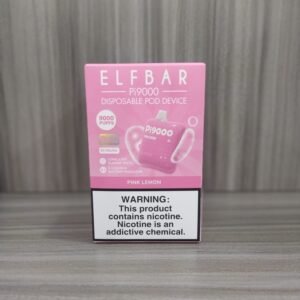 ELFBAR
Pi9000
DISPOSABLE POD DEVICE
9000
PUFFS
Pi9000
PINK LEMON
WARNING:
This product
contains nicotine.
Nicotine is an
addictive chemical.